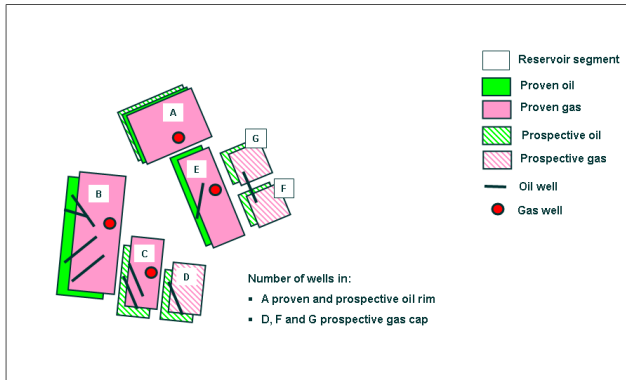 A
G
E
F
B
C
D
Reservoir segment
Proven oil
Proven gas
Prospective oil
Prospective gas
Oil well
Gas well
Number of wells in:
▪ A proven and prospective oil rim
▪ D, F and G prospective gas cap